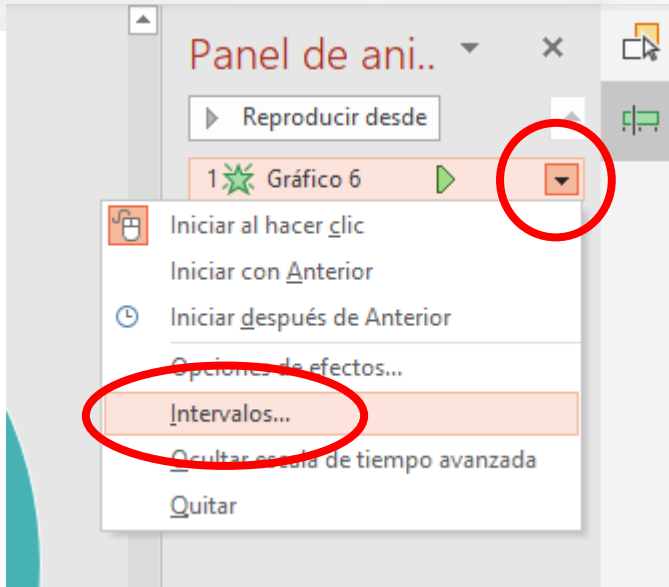 Panel de ani..
Reproducir desde
1 Gráfico 6
Iniciar al hacer clic
Iniciar con Anterior
Iniciar después de Anterior
Opciones de efectos...
Intervalos...
Ocultar escala de tiempo avanzada
Quitar